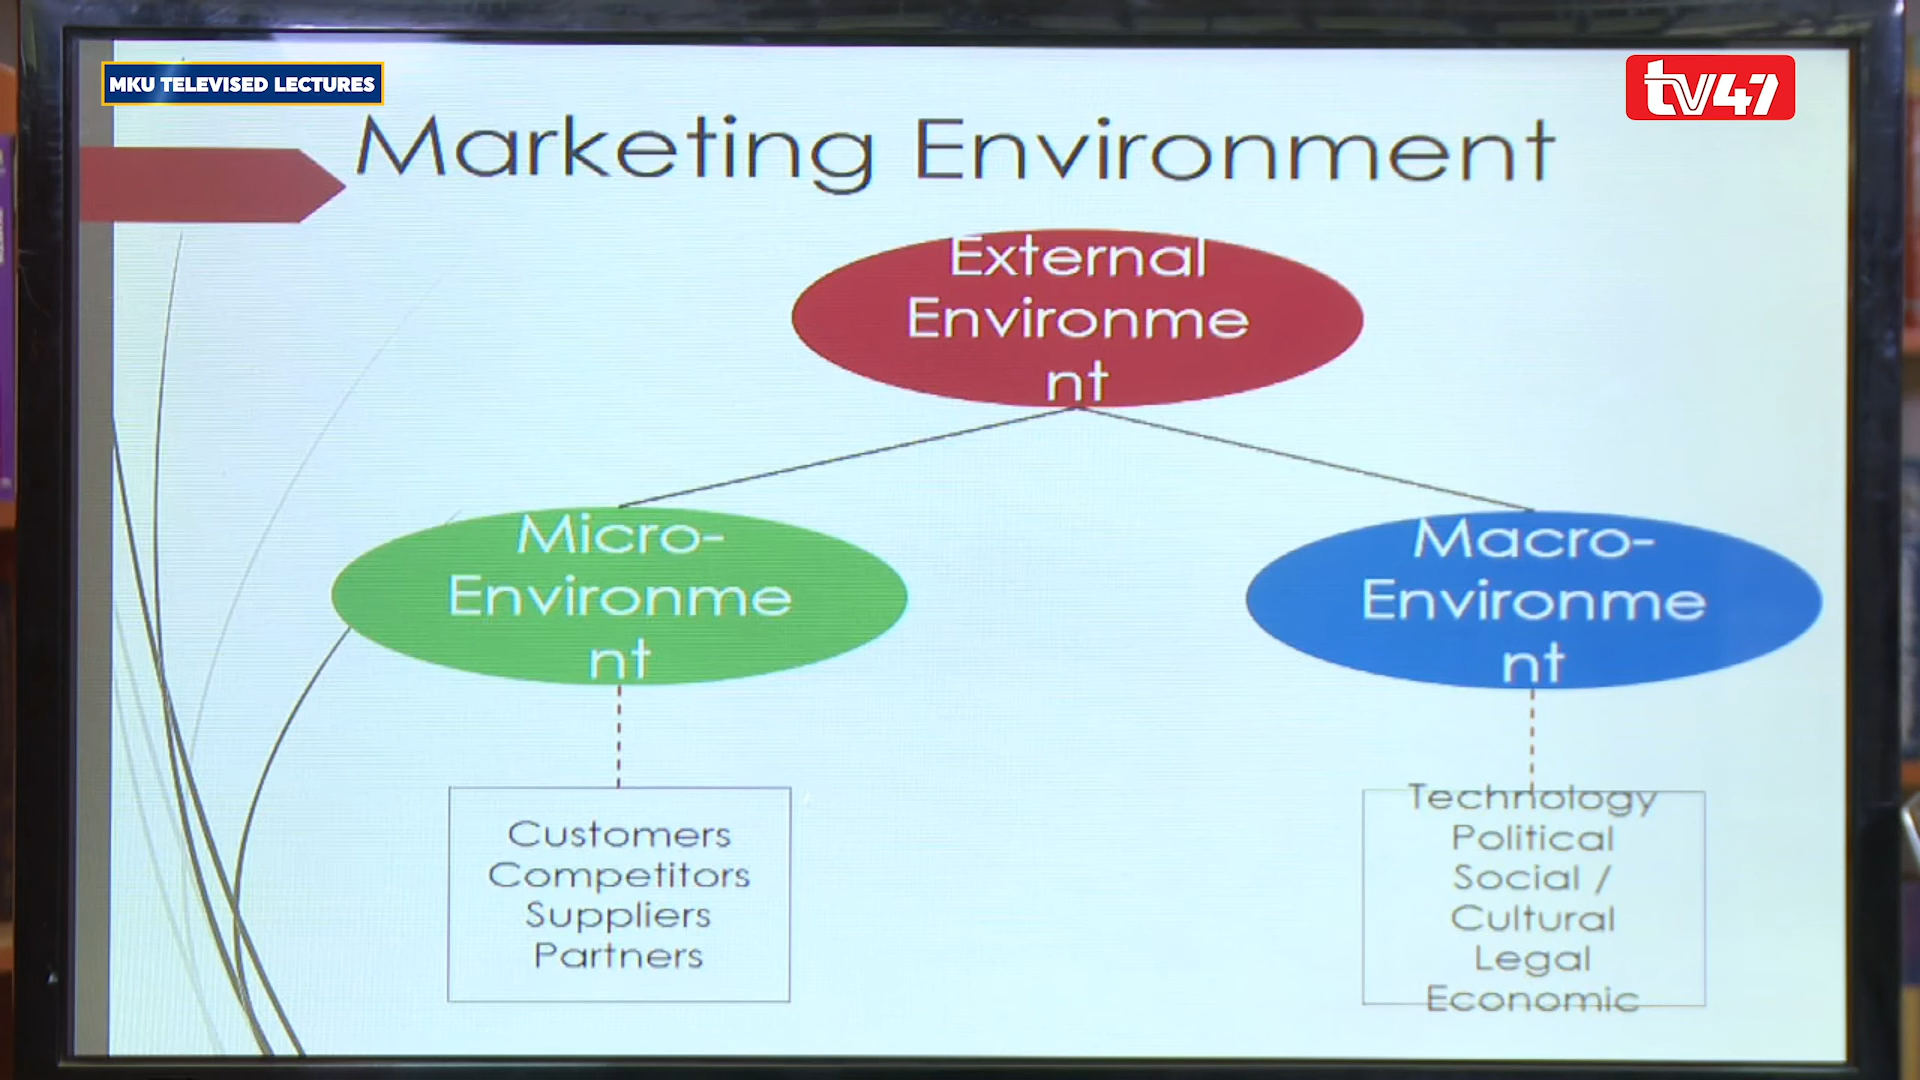 MKU TELEVISED LECTURES
tv47
Marketing Environment
External
Environme
nt
Micro-
Environme
nt
Macro-
Environme
nt
Customers
Competitors
Suppliers
Partners
Technology
Political
Social /
Cultural
Legal
Economic